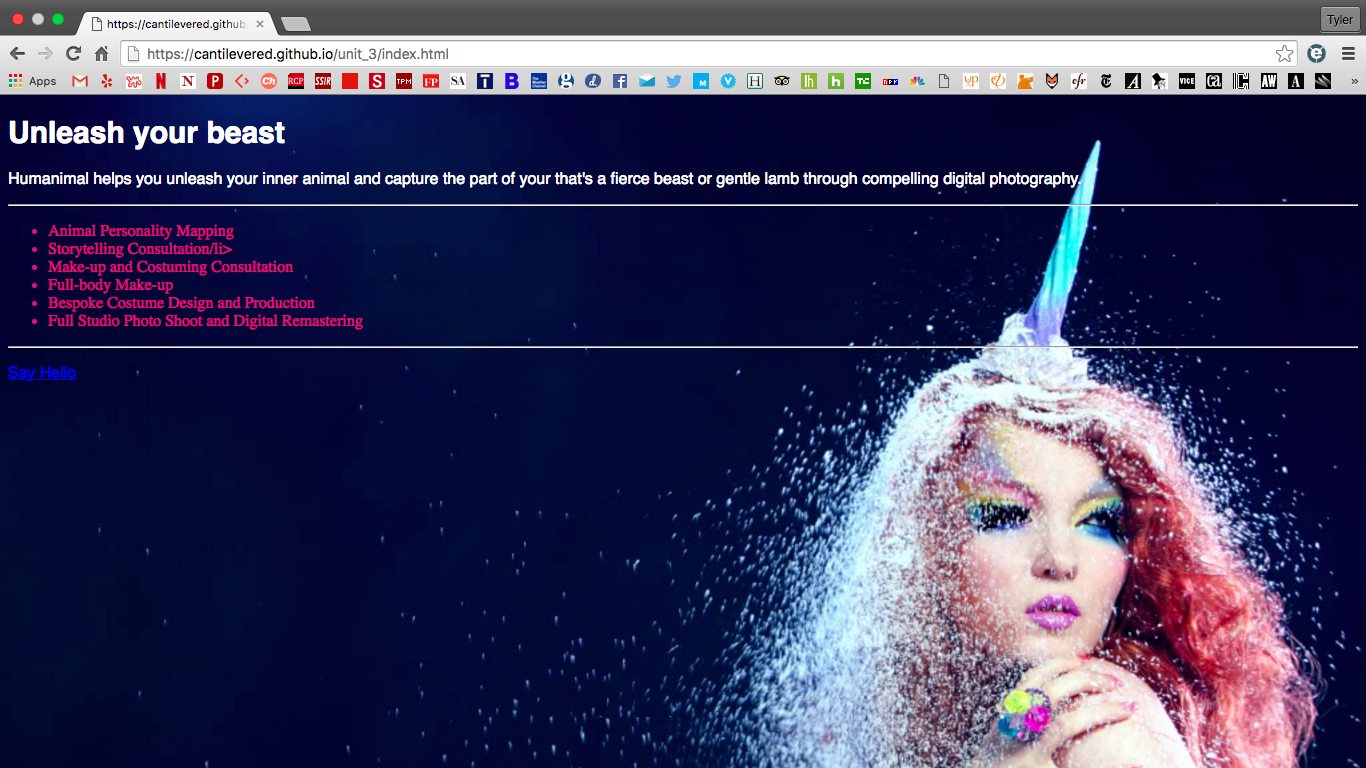 https://cantilevered.github
Tyler
https://cantilevered.github.io/unit_3/index.html
Apps
Unleash your beast
Humanimal helps you unleash your inner animal and capture the part of your that's a fierce beast or gentle lamb through compelling digital photography.
Animal Personality Mapping
Storytelling Consultation/li>
Make-up and Costuming Consultation
Full-body Make-up
Bespoke Costume Design and Production
Full Studio Photo Shoot and Digital Remastering
Say Hello